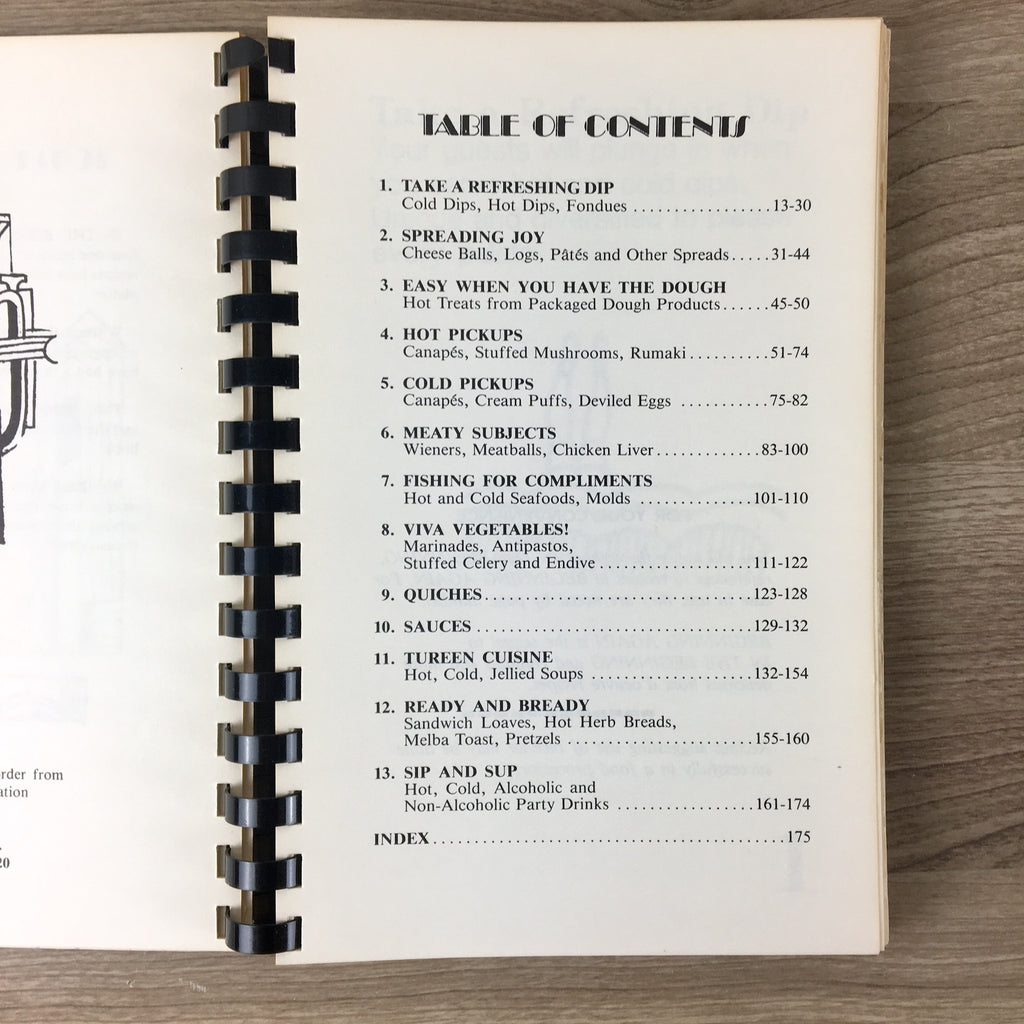 rder from
ation
20
TABLE OF CONTENTS
1. TAKE A REFRESHING DIP
Cold Dips, Hot Dips, Fondues ..................13-30
2. SPREADING JOY
Cheese Balls, Logs, Pâtés and Other Spreads.....31-44
3. EASY WHEN YOU HAVE THE DOUGH
Hot Treats from Packaged Dough Products......45-50
4. HOT PICKUPS
Canapés, Stuffed Mushrooms, Rumaki..........51-74
5. COLD PICKUPS
Canapés, Cream Puffs, Deviled Eggs ...........75-82
6. MEATY SUBJECTS
Wieners, Meatballs, Chicken Liver.............83-100
7. FISHING FOR COMPLIMENTS
Hot and Cold Seafoods, Molds ..............101-110
8. VIVA VEGETABLES!
Marinades, Antipastos,
Stuffed Celery and Endive...................111-122
9. QUICHES.................................123-128
10. SAUCES ..................................129-132
11. TUREEN CUISINE
Hot, Cold, Jellied Soups ....................132-154
12. READY AND BREADY
Sandwich Loaves, Hot Herb Breads,
Melba Toast, Pretzels .......................155-160
13. SIP AND SUP
Hot, Cold, Alcoholic and
Non-Alcoholic Party Drinks .................161-174
INDEX............................................175